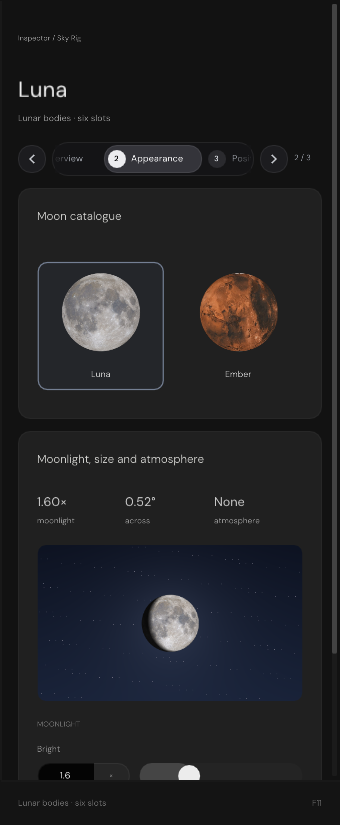 Inspector / Sky Rig
Luna
Lunar bodies · six slots
erview 2 Appearance 3 Posi 2 / 3
Moon catalogue
Luna Ember
Moonlight, size and atmosphere
1.60× 0.52° None
moonlight across atmosphere
MOONLIGHT
Bright
1.6
Lunar bodies · six slots F11